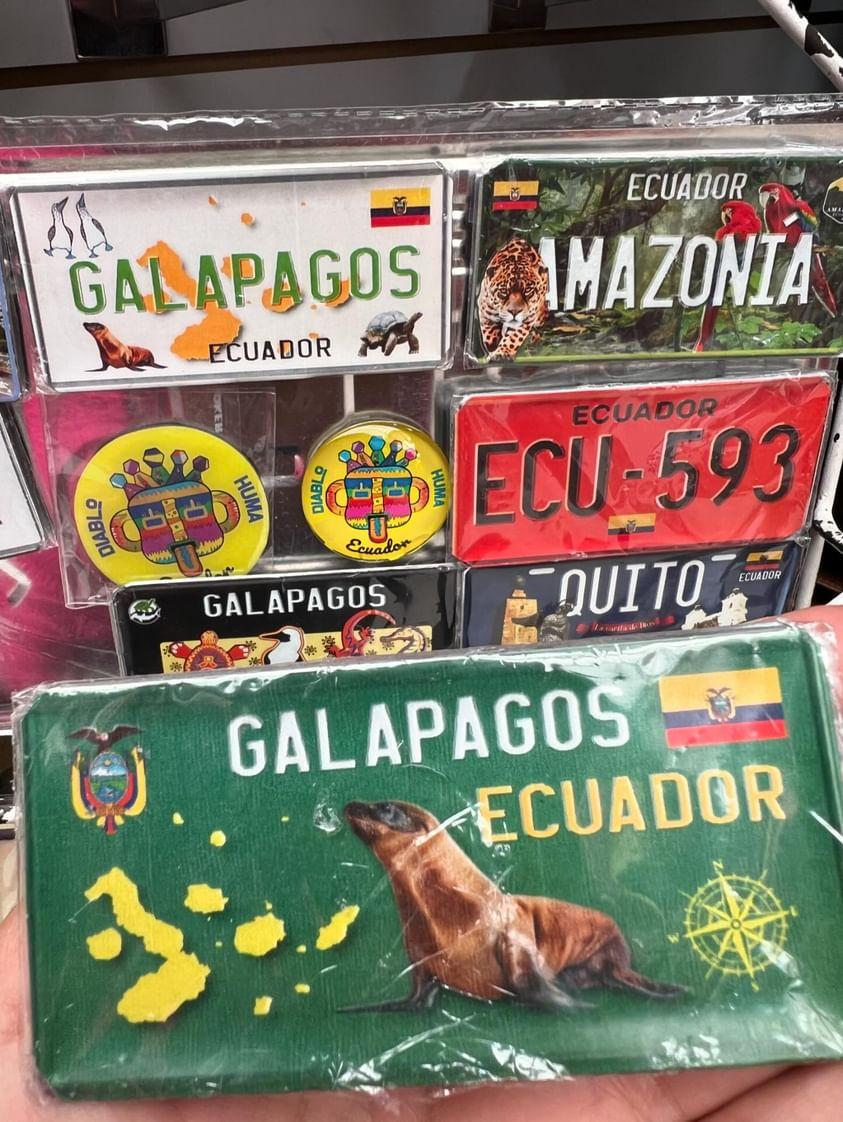 GALAPAGOS
ECUADOR
ECUADOR
AMAZONIA
DIABLO
HUMA
DIABLO
HUMA
Ecuador
ECUADOR
ECU-593
GALAPAGOS
QUITO
ECUADOR
GALAPAGOS
ECUADOR
W